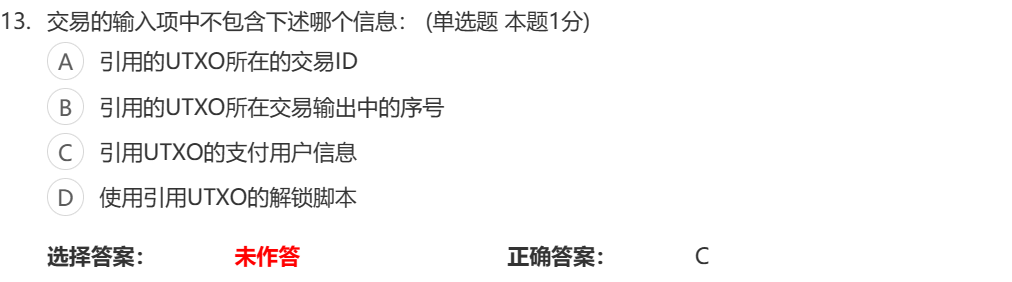 13. 交易的输入项中不包含下述哪个信息： (单选题 本题1分)
A 引用的UTXO所在的交易ID
B 引用的UTXO所在交易输出中的序号
C 引用UTXO的支付用户信息
D 使用引用UTXO的解锁脚本
选择答案： 未作答 正确答案： C